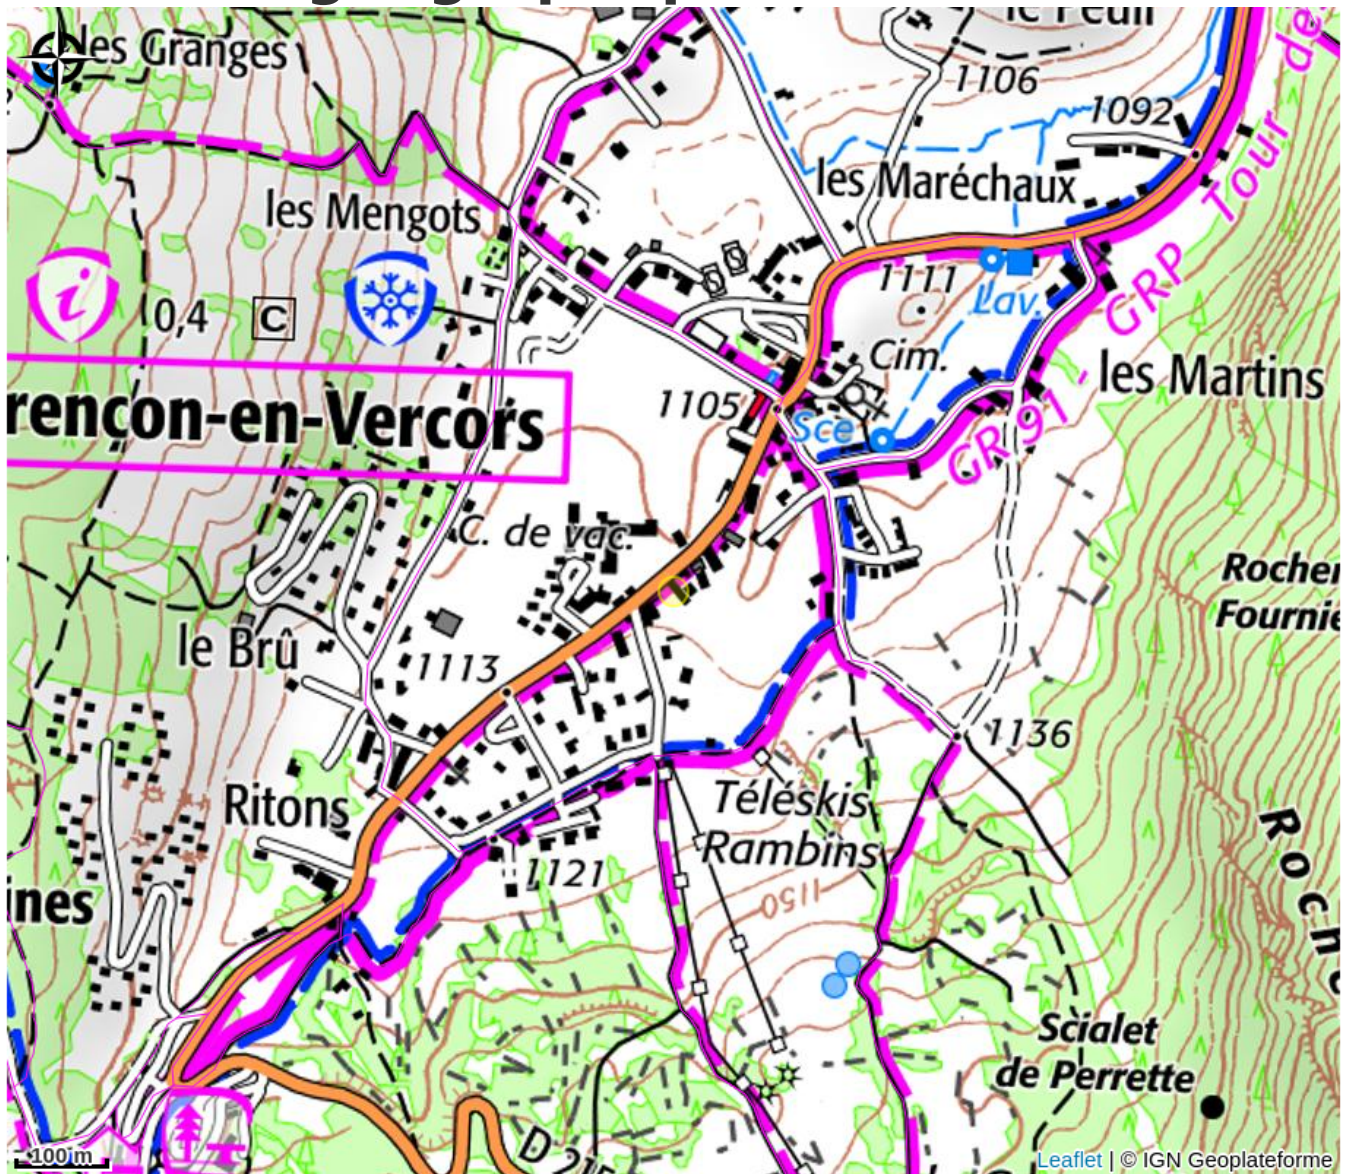 les Granges
le Feuil
1106
1092
Tour de
les Maréchaux
les Mengots
1111
Lav.
GRP
i
0,4
C
Cim.
les Martins
rençon-en-Vercors
1105
Sce
GR 91 -
C. de vac.
Rocher
Fournie
le Brû
1113
1136
Téléskis
Rambins
Ritons
1121
1150
Roche
ines
Scialet
de Perrette
100 m
Leaflet | © IGN Geoplateforme